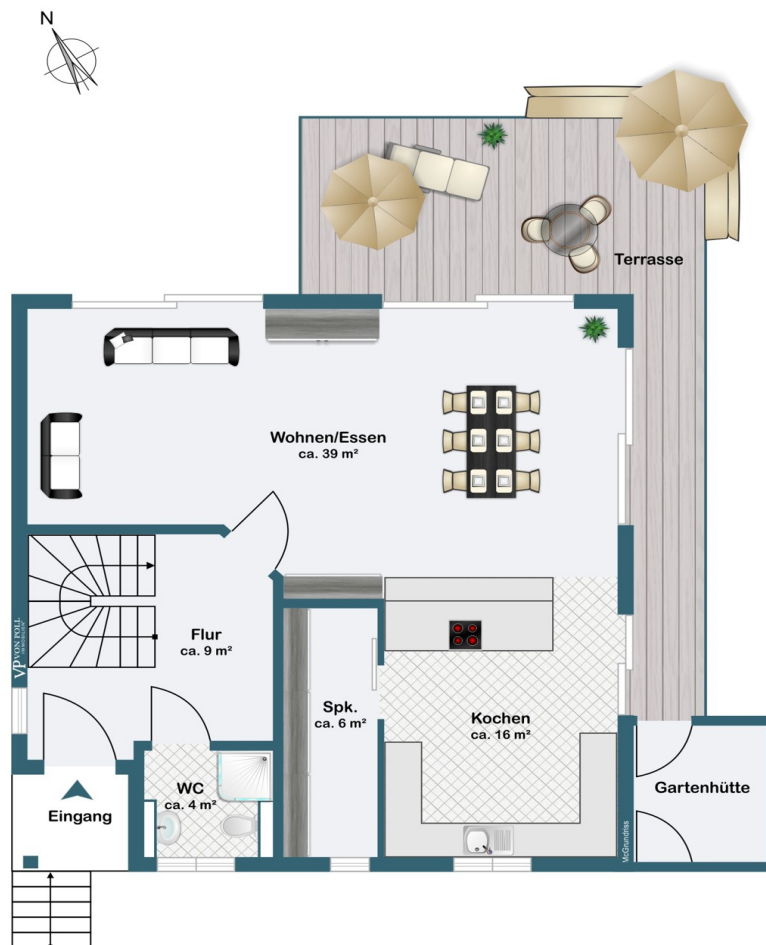 N
Terrasse
Wohnen/Essen
ca. 39 m²
Flur
ca. 9 m²
VP VON POLL
IMMOBILIEN
Spk.
ca. 6 m²
Kochen
ca. 16 m²
WC
ca. 4 m²
Eingang
Gartenhütte
McGrundriss